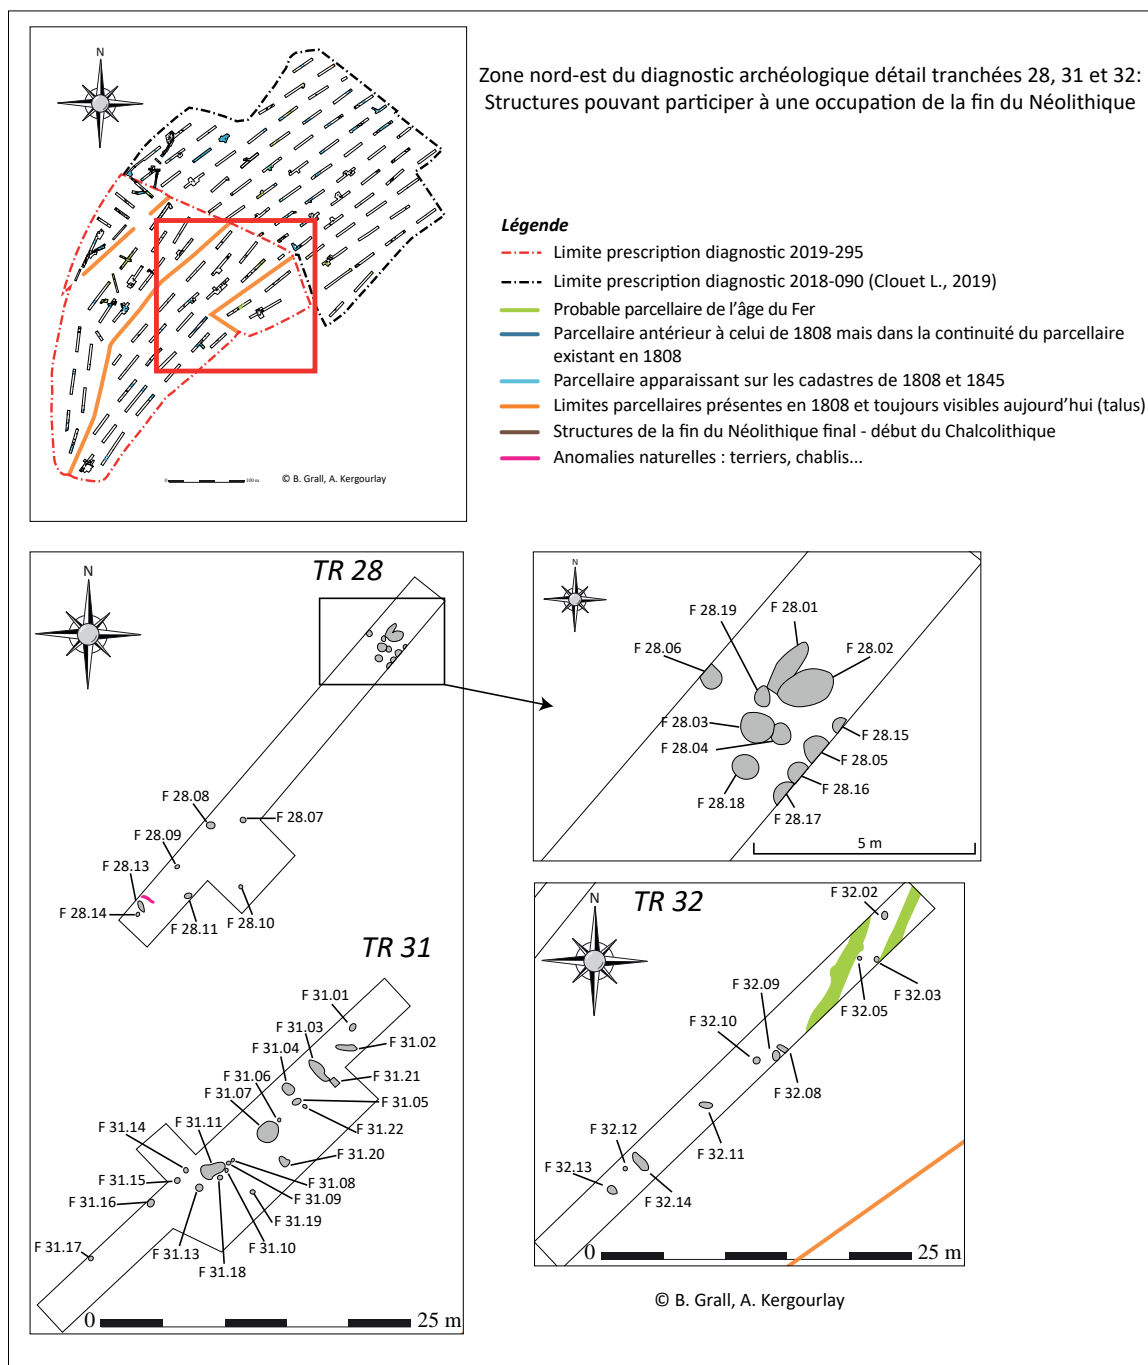 N
0
100 m
© B. Grall, A. Kergourlay
Zone nord-est du diagnostic archéologique détail tranchées 28, 31 et 32:
Structures pouvant participer à une occupation de la fin du Néolithique
Légende
Limite prescription diagnostic 2019-295
Limite prescription diagnostic 2018-090 (Clouet L., 2019)
Probable parcellaire de l'âge du Fer
Parcellaire antérieur à celui de 1808 mais dans la continuité du parcellaire
existant en 1808
Parcellaire apparaissant sur les cadastres de 1808 et 1845
Limites parcellaires présentes en 1808 et toujours visibles aujourd'hui (talus)
Structures de la fin du Néolithique final - début du Chalcolithique
Anomalies naturelles : terriers, chablis...
TR 28
N
F 28.08
F 28.07
F 28.09
F 28.13
F 28.14
F 28.11
F 28.10
TR 31
F 31.01
F 31.03
F 31.02
F 31.04
F 31.06
F 31.21
F 31.07
F 31.05
F 31.11
F 31.22
F 31.14
F 31.20
F 31.15
F 31.08
F 31.09
F 31.16
F 31.19
F 31.17
F 31.13
F 31.10
F 31.18
0
25 m
N
F 28.19
F 28.01
F 28.06
F 28.02
F 28.03
F 28.04
F 28.15
F 28.05
F 28.18
F 28.16
F 28.17
5 m
TR 32
N
F 32.02
F 32.09
F 32.03
F 32.10
F 32.05
F 32.08
F 32.12
F 32.11
F 32.13
F 32.14
0
25 m
© B. Grall, A. Kergourlay